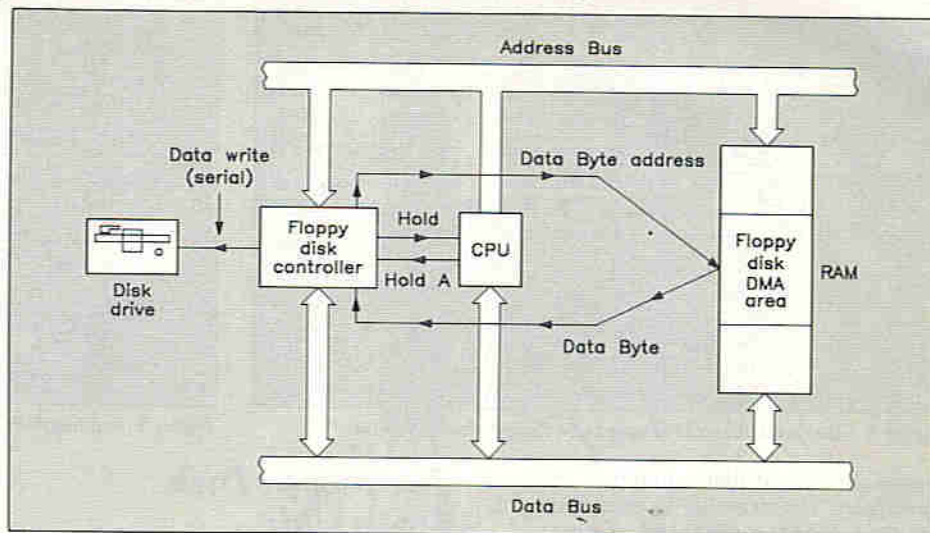 Address Bus
Data write
(serial)
Data Byte address
Floppy
disk
controller
Hold
Hold A
CPU
Floppy
disk
DMA
area
RAM
Disk
drive
Data Byte
Data Bus